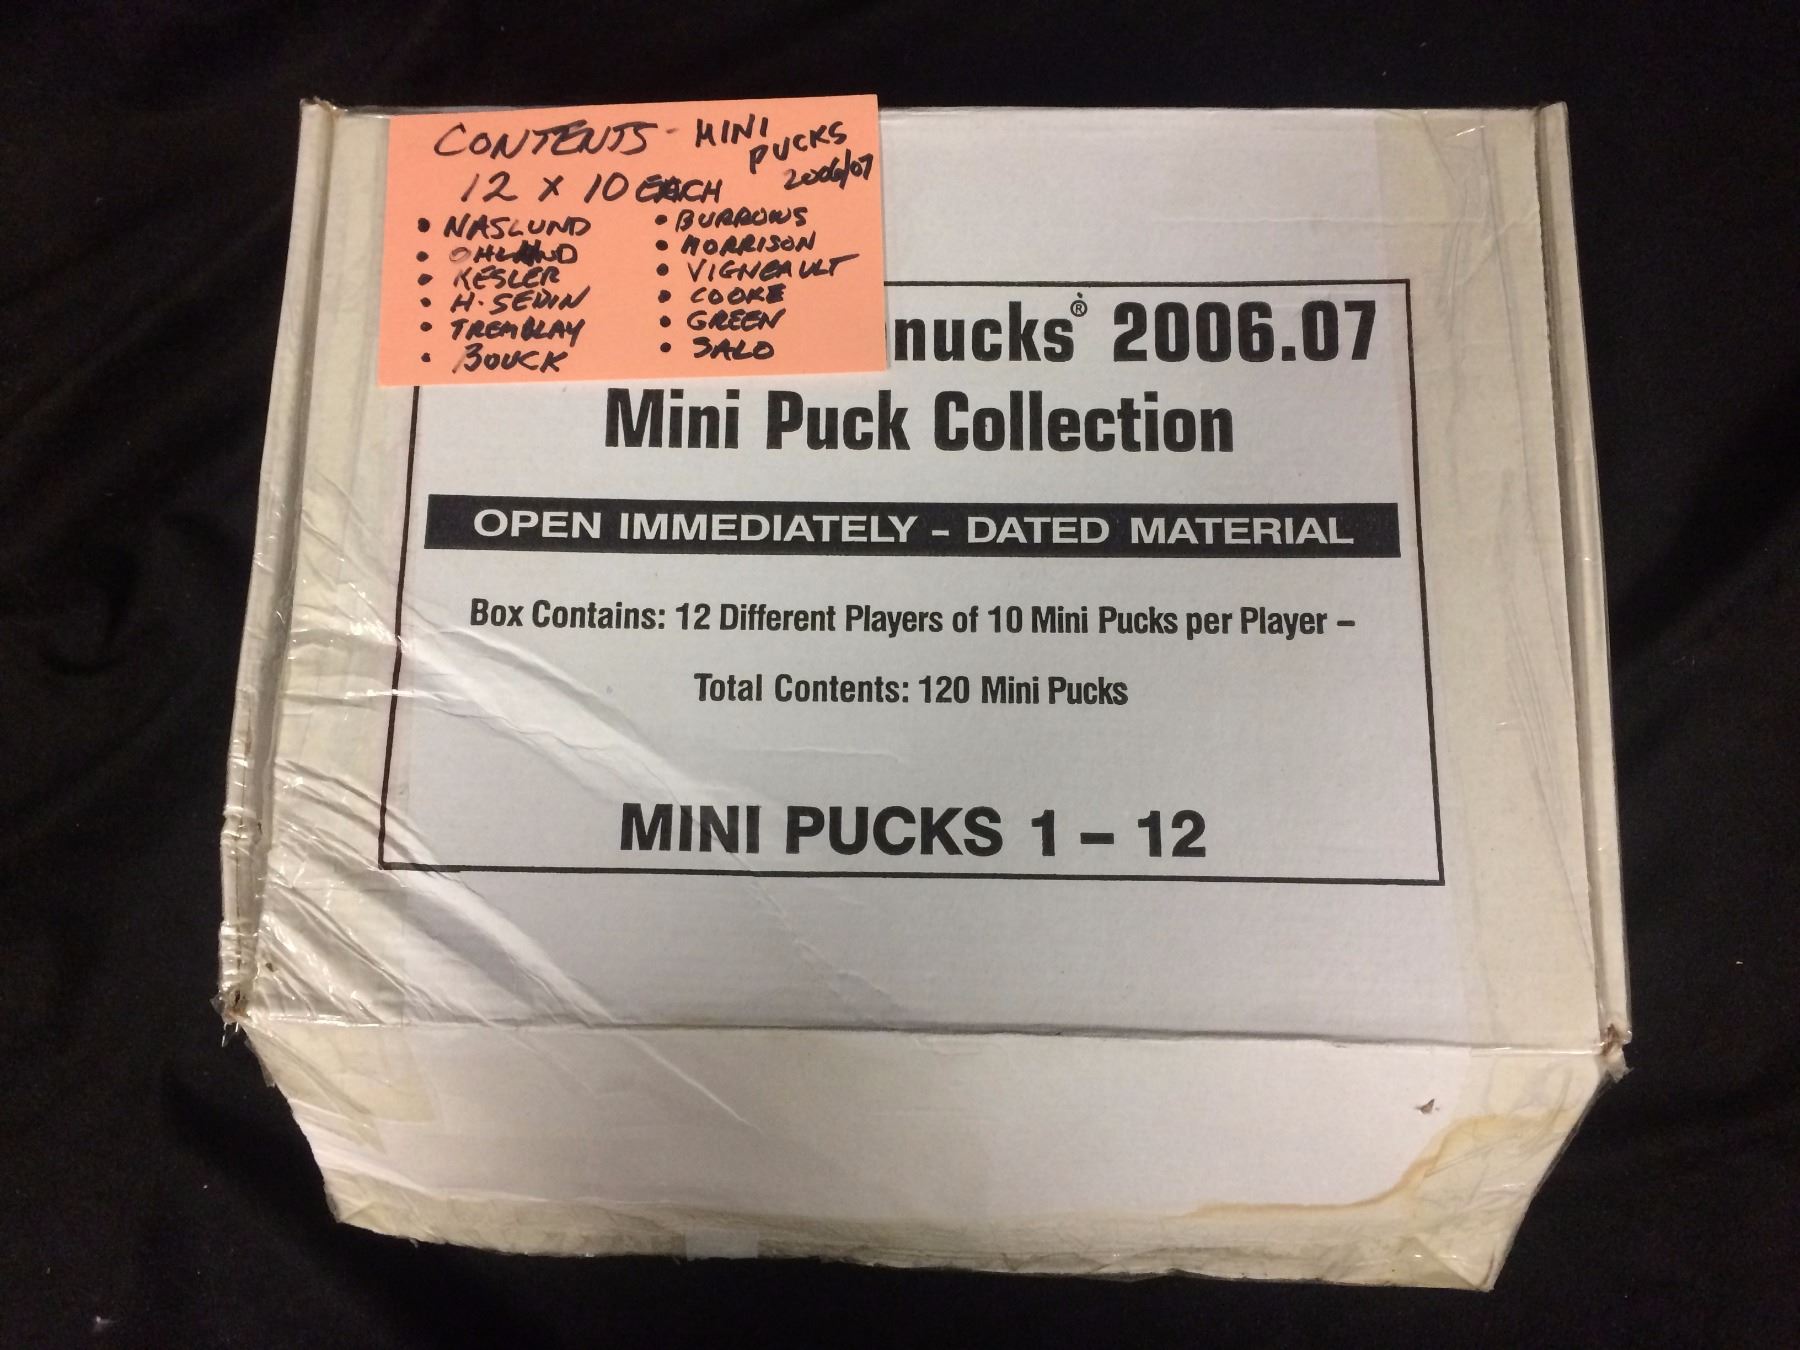 CONTENTS - MINI PUCKS 2006/07
12 x 10 EACH
• NASLUND
• OHLUND
• KESLER
• H. SEDIN
• TREMBLAY
• BOUCK
• BURROWS
• MORRISON
• VIGNEAULT
• COOKE
• GREEN
• SALO
nucks® 2006.07
Mini Puck Collection
OPEN IMMEDIATELY – DATED MATERIAL
Box Contains: 12 Different Players of 10 Mini Pucks per Player –
Total Contents: 120 Mini Pucks
MINI PUCKS 1 – 12